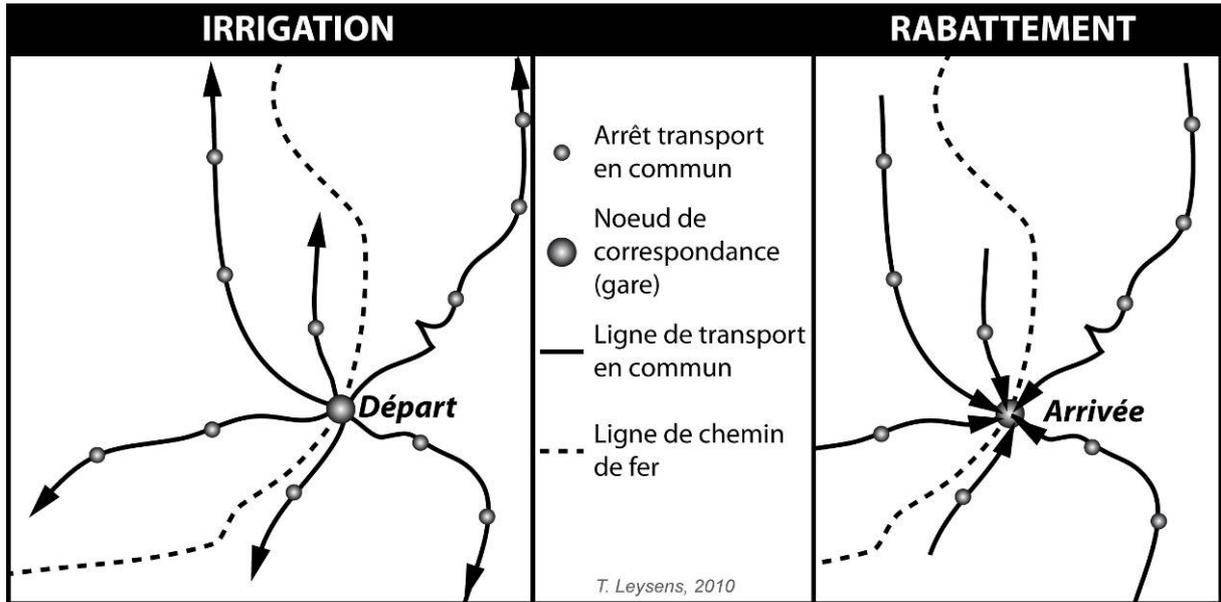 IRRIGATION
RABATTEMENT
Départ
Arrêt transport
en commun
Noeud de
correspondance
(gare)
Ligne de transport
en commun
Ligne de chemin
de fer
T. Leysens, 2010
Arrivée